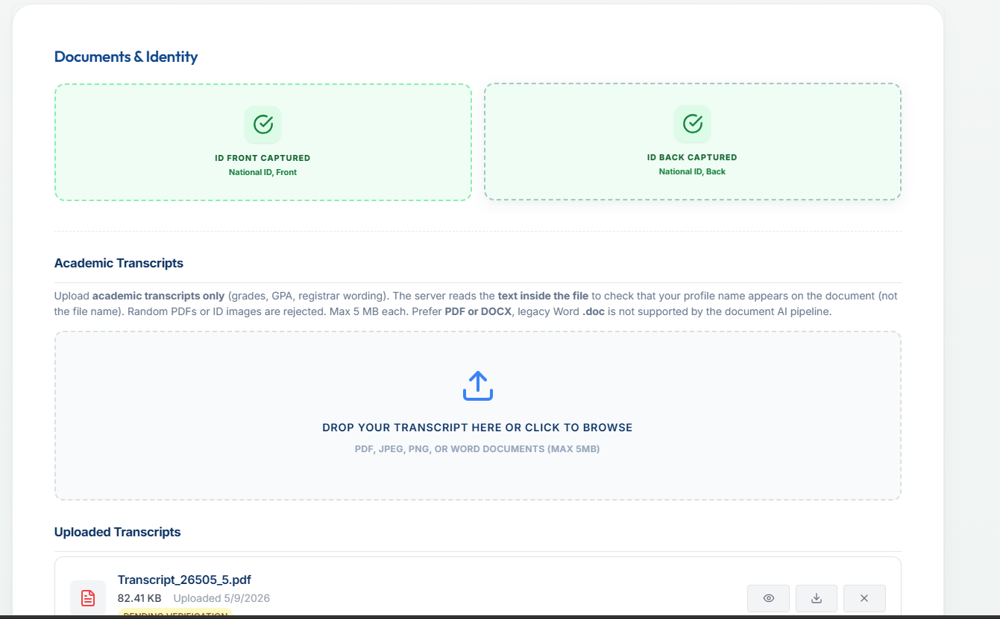 Documents & Identity
ID FRONT CAPTURED
National ID, Front
ID BACK CAPTURED
National ID, Back
Academic Transcripts
Upload academic transcripts only (grades, GPA, registrar wording). The server reads the text inside the file to check that your profile name appears on the document (not
the file name). Random PDFs or ID images are rejected. Max 5 MB each. Prefer PDF or DOCX, legacy Word .doc is not supported by the document AI pipeline.
DROP YOUR TRANSCRIPT HERE OR CLICK TO BROWSE
PDF, JPEG, PNG, OR WORD DOCUMENTS (MAX 5MB)
Uploaded Transcripts
Transcript_26505_5.pdf
82.41 KB Uploaded 5/9/2026
PENDING VERIFICATION